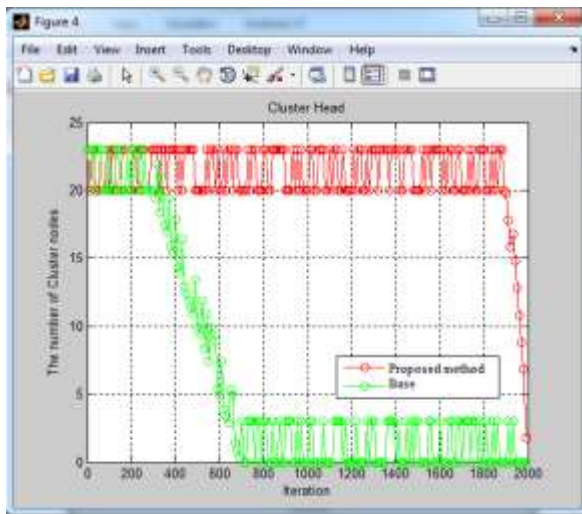 Figure 4
File Edit View Insert Tools Desktop Window Help
Cluster Head
25
20
15
10
5
0
The number of Cluster nodes
Proposed method
Base
0 200 400 600 800 1000 1200 1400 1600 1800 2000
Iteration